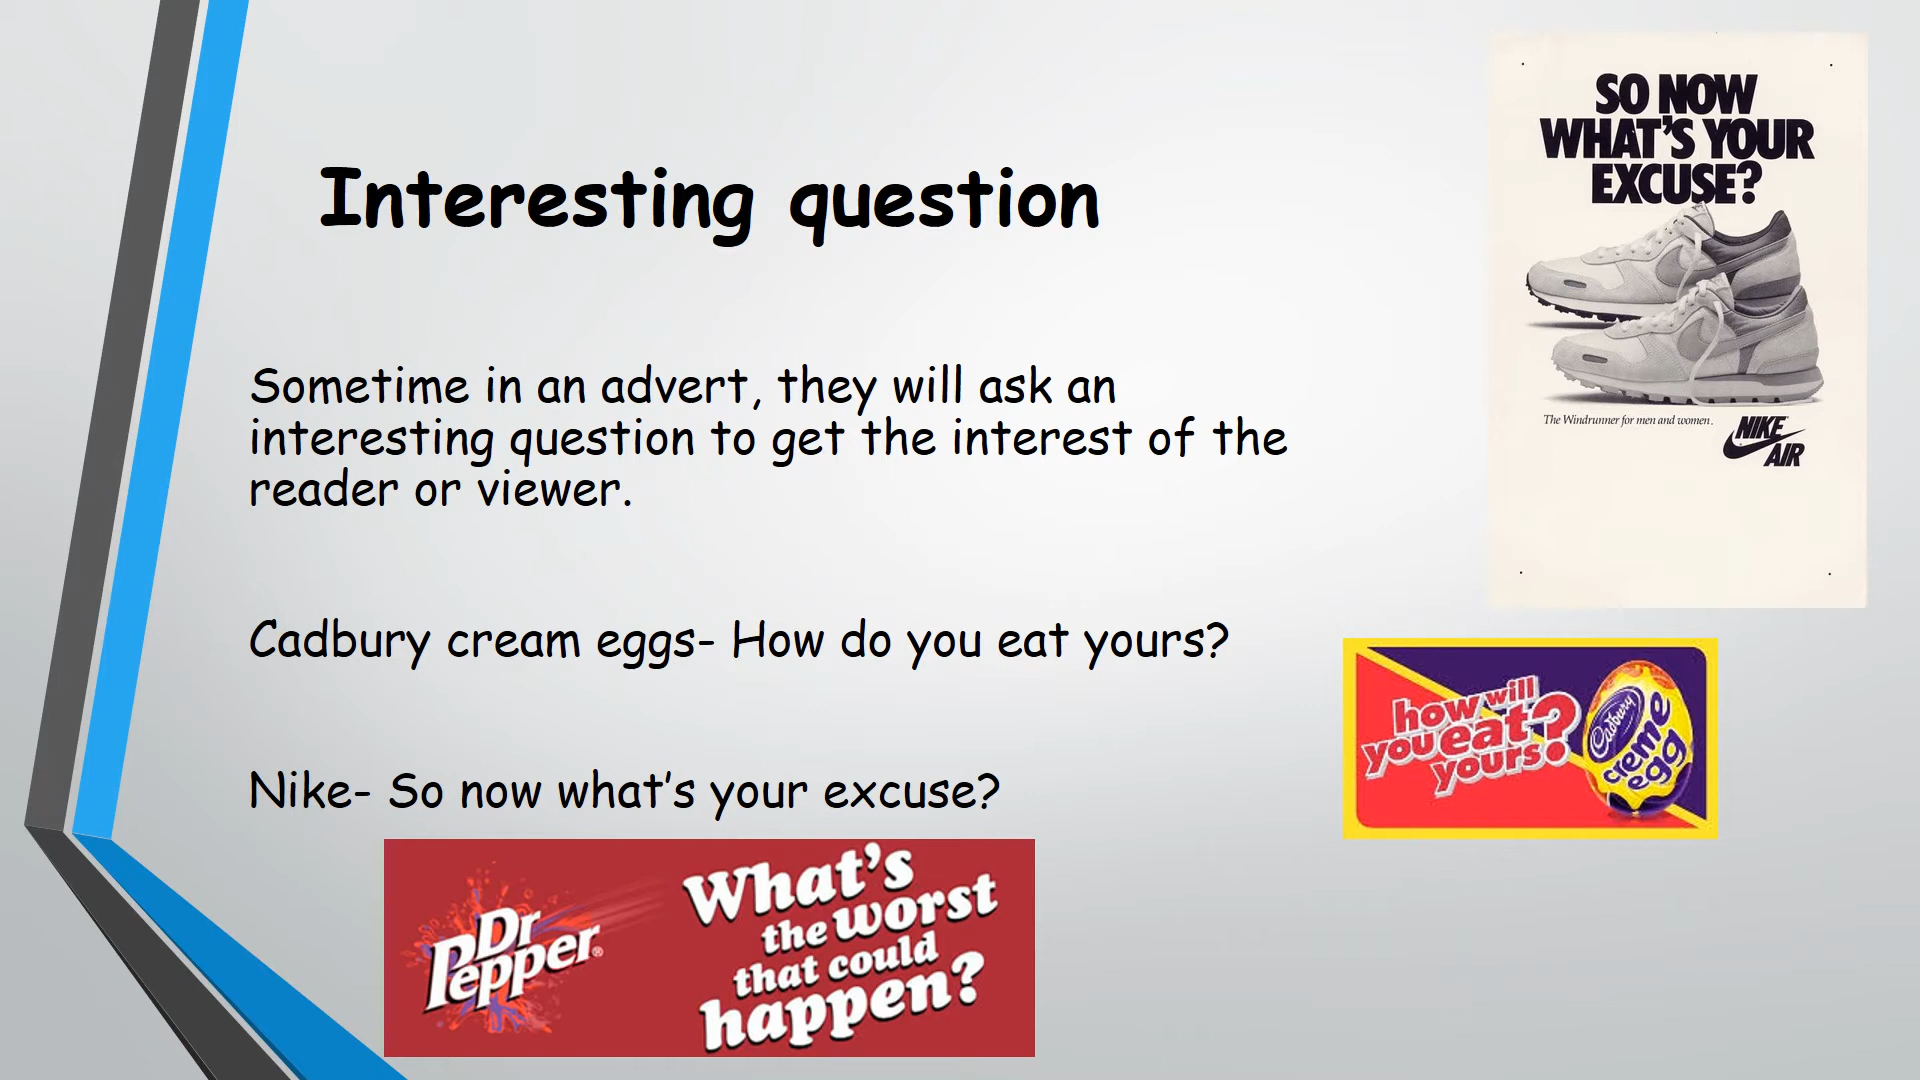 Interesting question
Sometime in an advert, they will ask an
interesting question to get the interest of the
reader or viewer.
Cadbury cream eggs- How do you eat yours?
Nike- So now what's your excuse?
SO NOW
WHAT'S YOUR
EXCUSE?
The Windrunner for men and women.
NIKE
AIR
how will
you eat
yours?
Cadbury
creme
egg
Dr
Pepper®
What's
the worst
that could
happen?